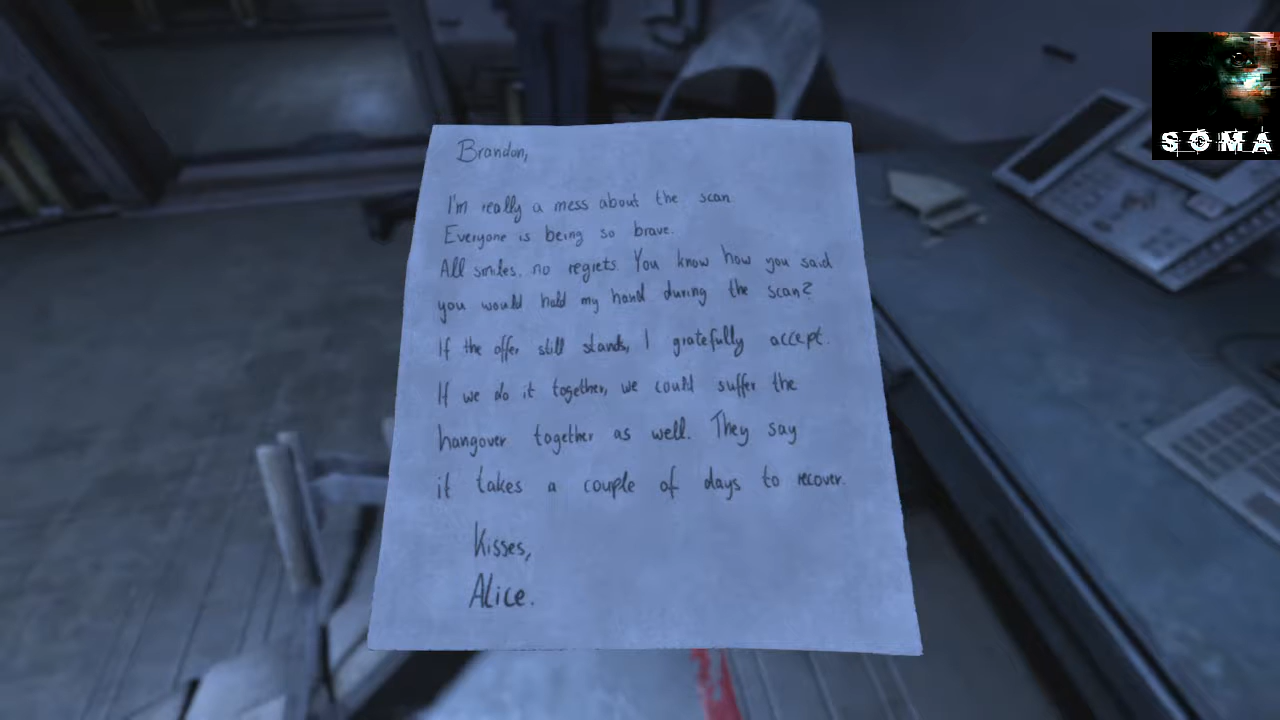 SOMA
Brandon,
I'm really a mess about the scan
Everyone is being so brave.
All smiles, no regrets. You know how you said
you would hold my hand during the scan?
If the offer still stands, I gratefully accept.
If we do it together, we could suffer the
hangover together as well. They say
it takes a couple of days to recover.
Kisses,
Alice.